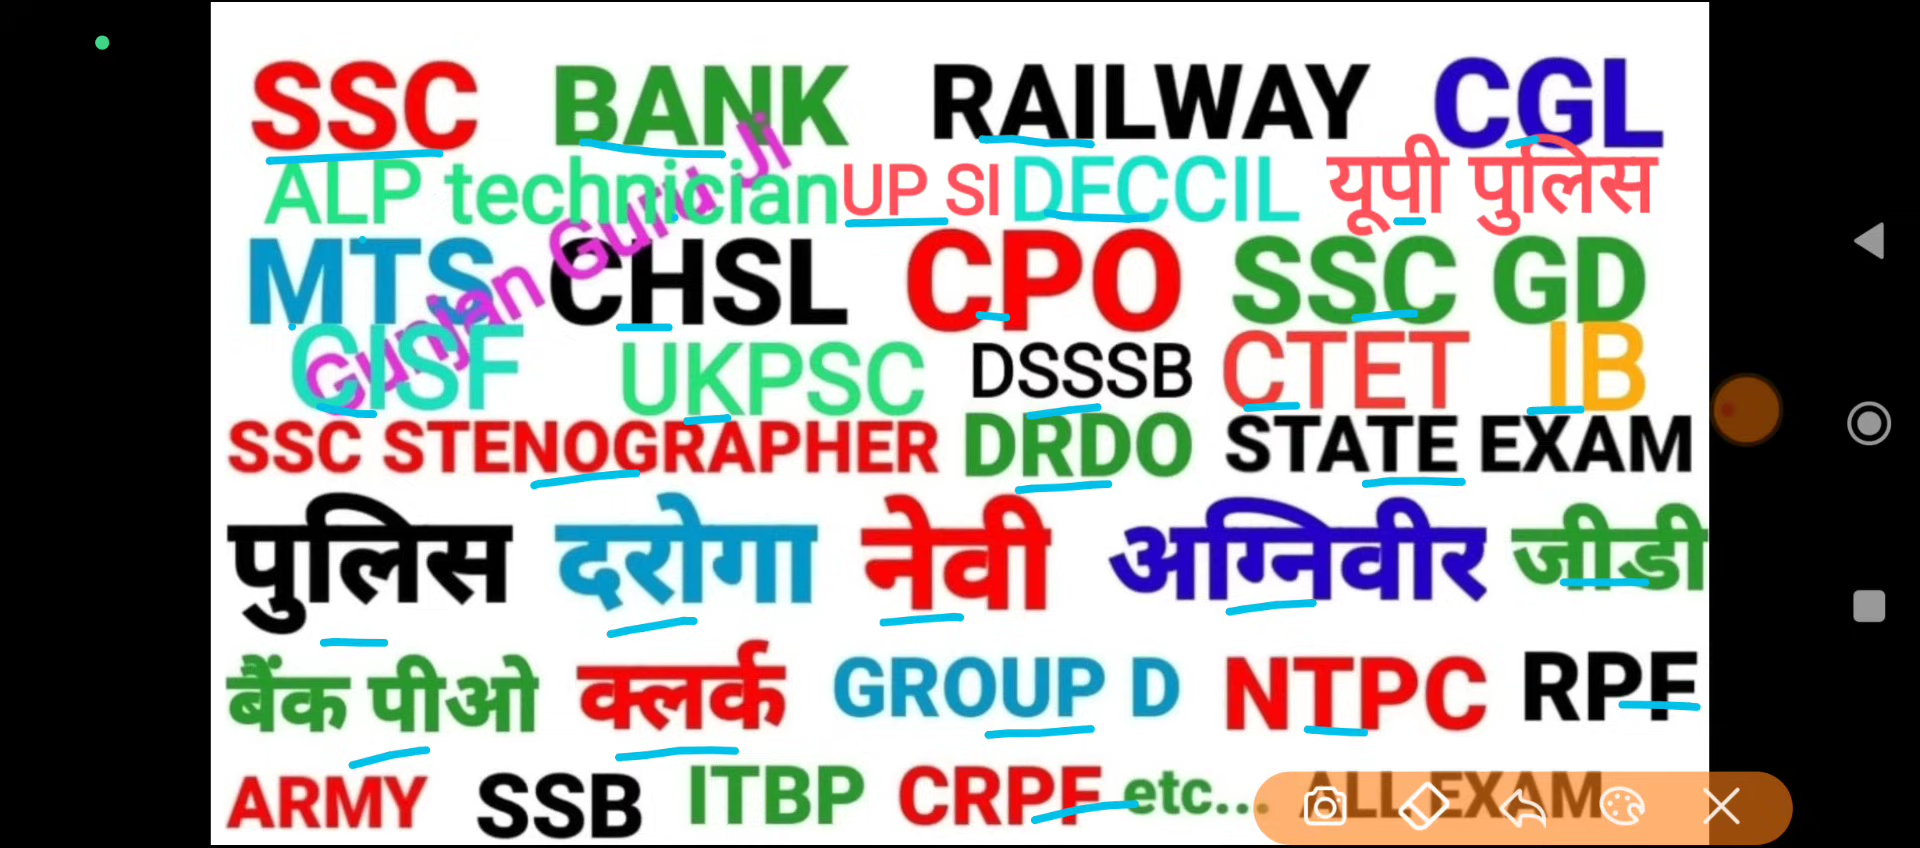 SSC BANK RAILWAY CGL
ALP technician UP SI DFCCIL यूपी पुलिस
MTS CHSL CPO SSC GD
Gunjan Guru Ji
CISF UKPSC DSSSB CTET IB
SSC STENOGRAPHER DRDO STATE EXAM
पुलिस दरोगा नेवी अग्निवीर जीडी
बैंक पीओ क्लर्क GROUP D NTPC RPF
ARMY SSB ITBP CRPF etc... ALL EXAM